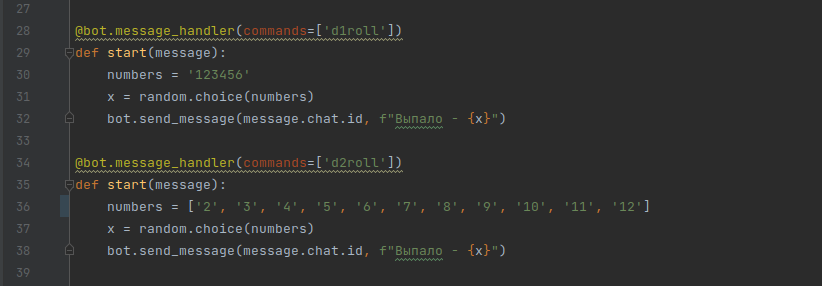 27
28 @bot.message_handler(commands=['d1roll'])
29 def start(message):
30     numbers = '123456'
31     x = random.choice(numbers)
32     bot.send_message(message.chat.id, f"Выпало - {x}")
33
34 @bot.message_handler(commands=['d2roll'])
35 def start(message):
36     numbers = ['2', '3', '4', '5', '6', '7', '8', '9', '10', '11', '12']
37     x = random.choice(numbers)
38     bot.send_message(message.chat.id, f"Выпало - {x}")
39